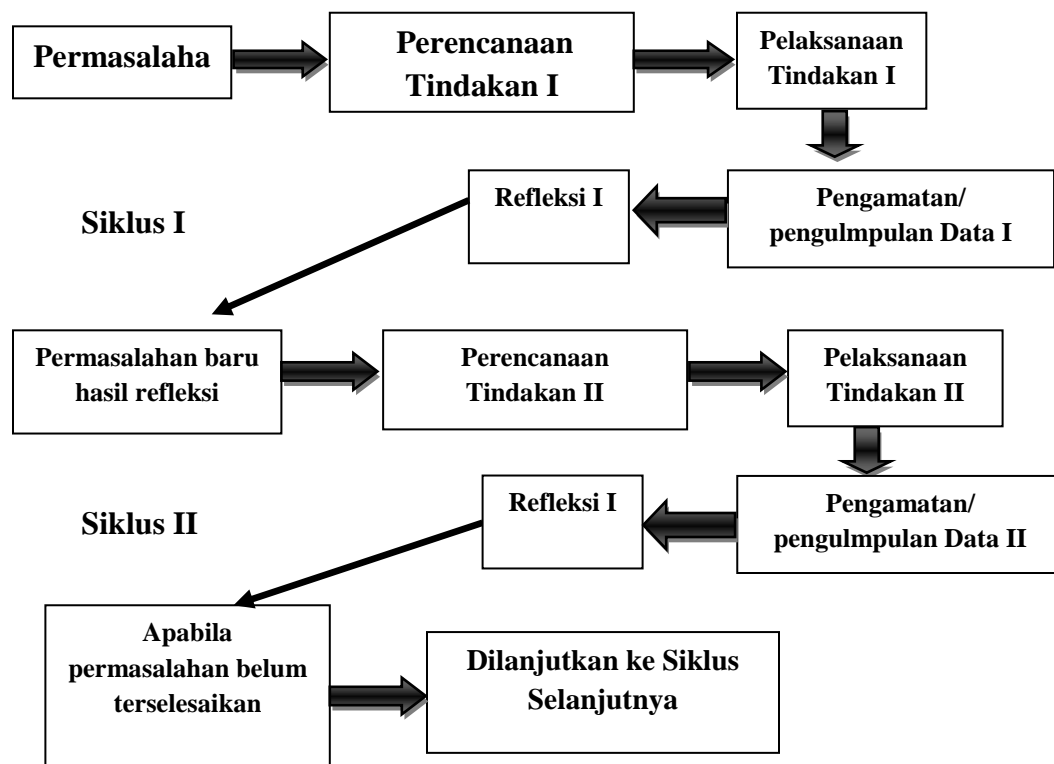 Permasalaha
Perencanaan
Tindakan I
Pelaksanaan
Tindakan I
Siklus I
Refleksi I
Pengamatan/
pengulmpulan Data I
Permasalahan baru
hasil refleksi
Perencanaan
Tindakan II
Pelaksanaan
Tindakan II
Siklus II
Refleksi I
Pengamatan/
pengulmpulan Data II
Apabila
permasalahan belum
terselesaikan
Dilanjutkan ke Siklus
Selanjutnya